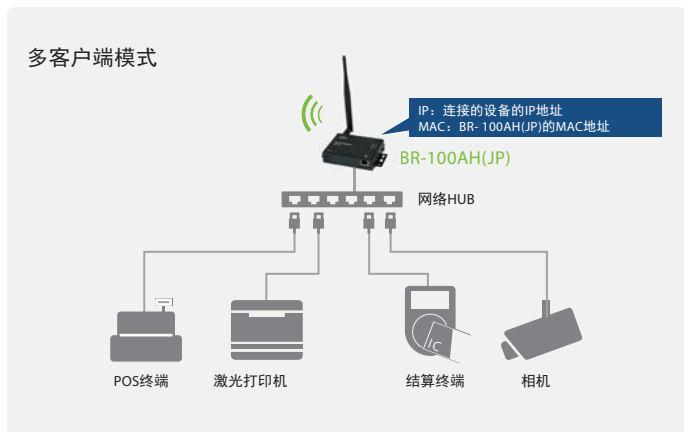 多客户端模式
IP：连接的设备的IP地址
MAC：BR- 100AH(JP)的MAC地址
BR-100AH(JP)
网络HUB
IC
POS终端
激光打印机
结算终端
相机